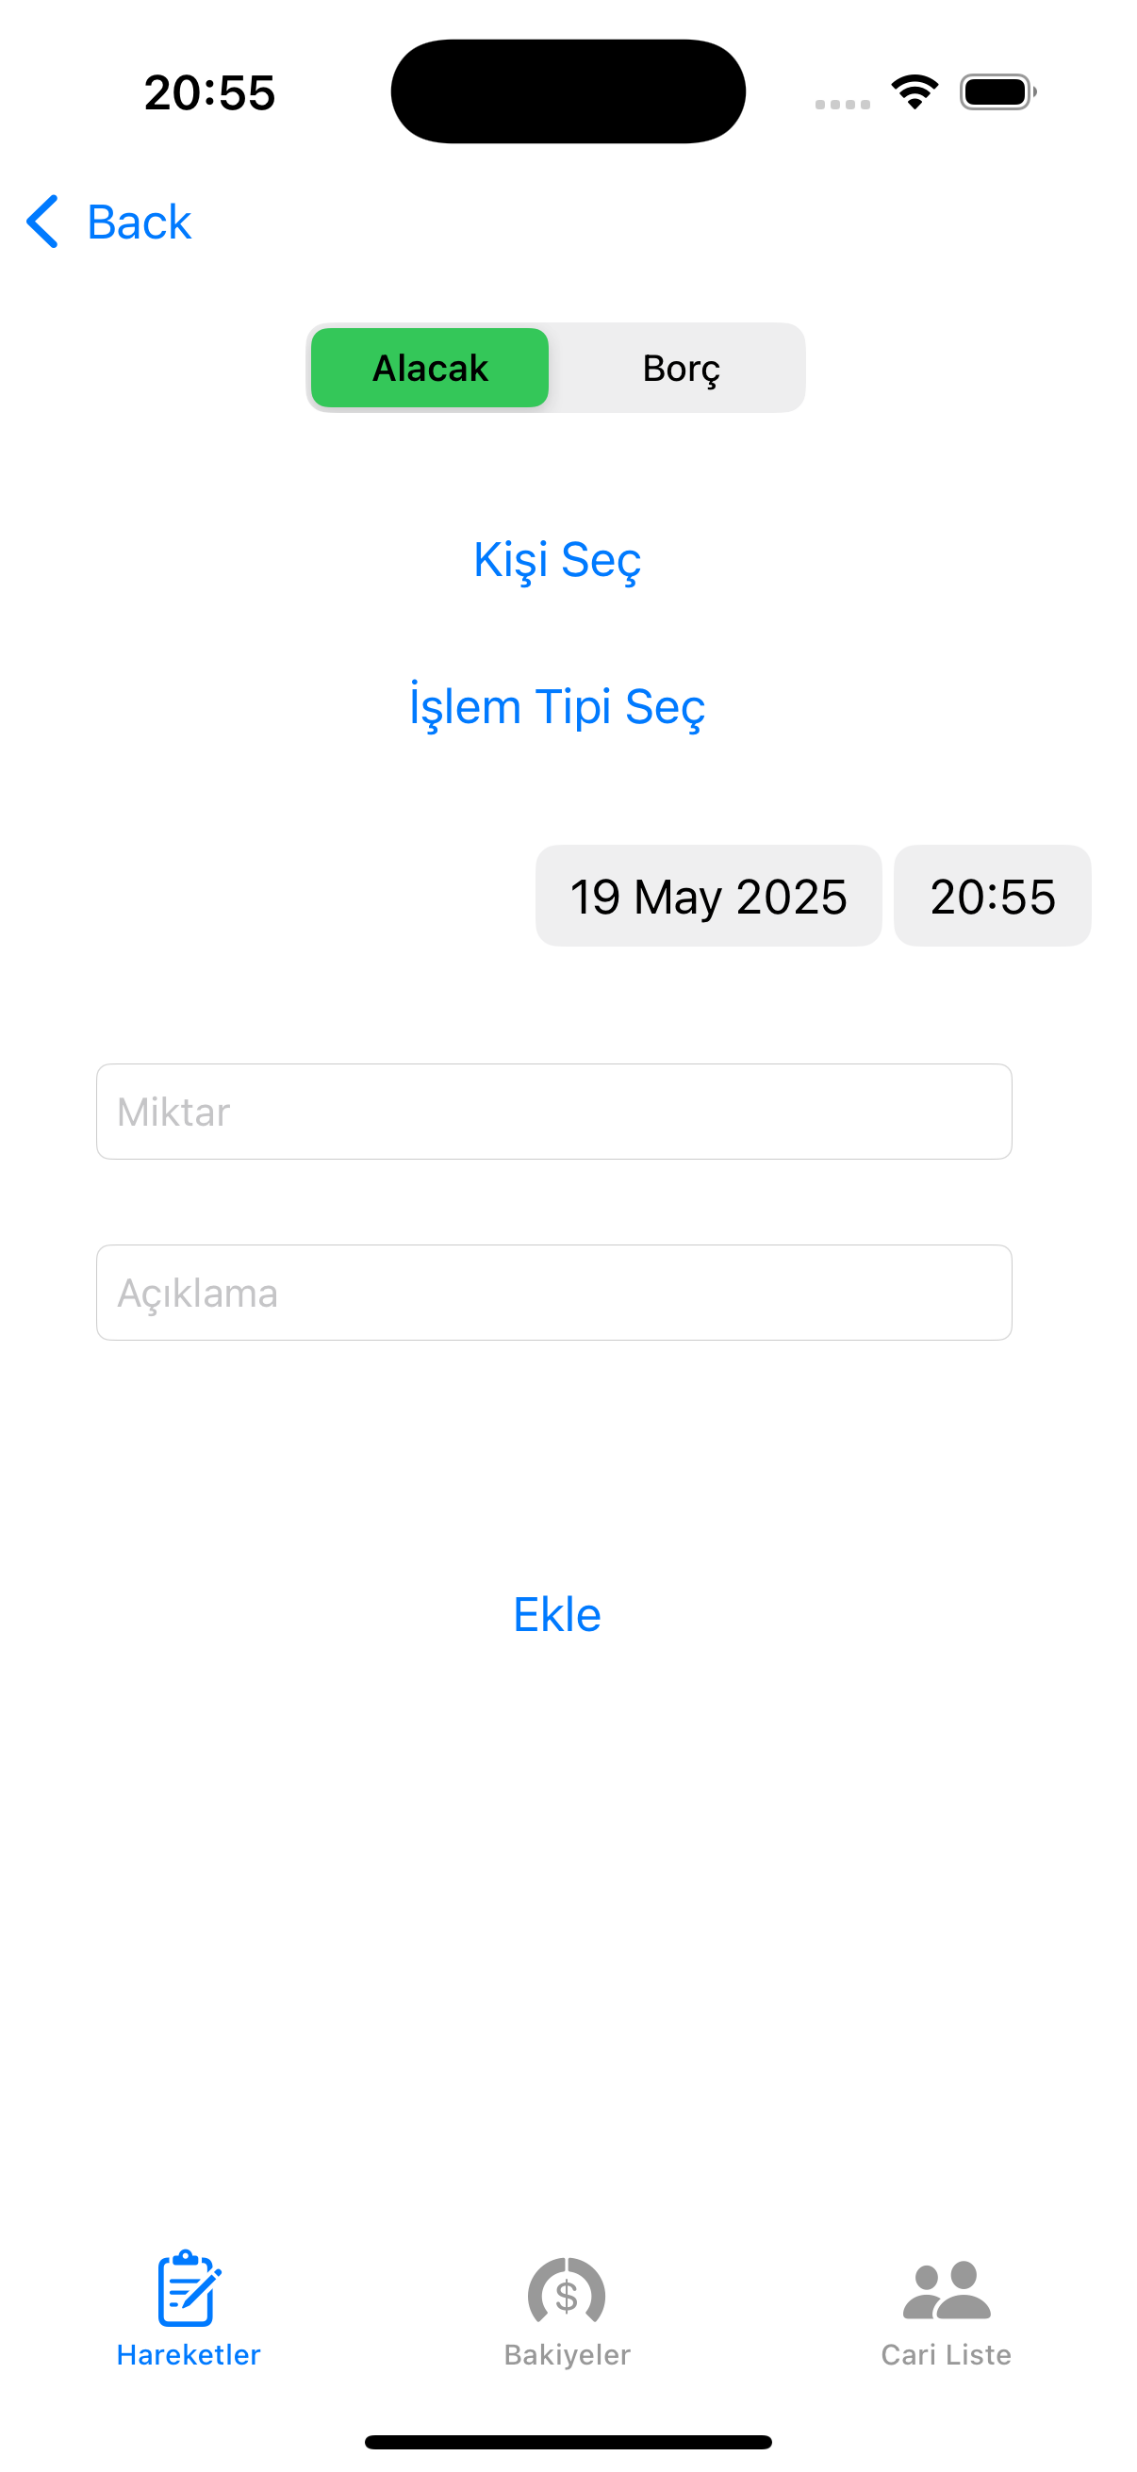 20:55
Back
Alacak Borç
Kişi Seç
İşlem Tipi Seç
19 May 2025 20:55
Miktar
Açıklama
Ekle
$
Hareketler Bakiyeler Cari Liste